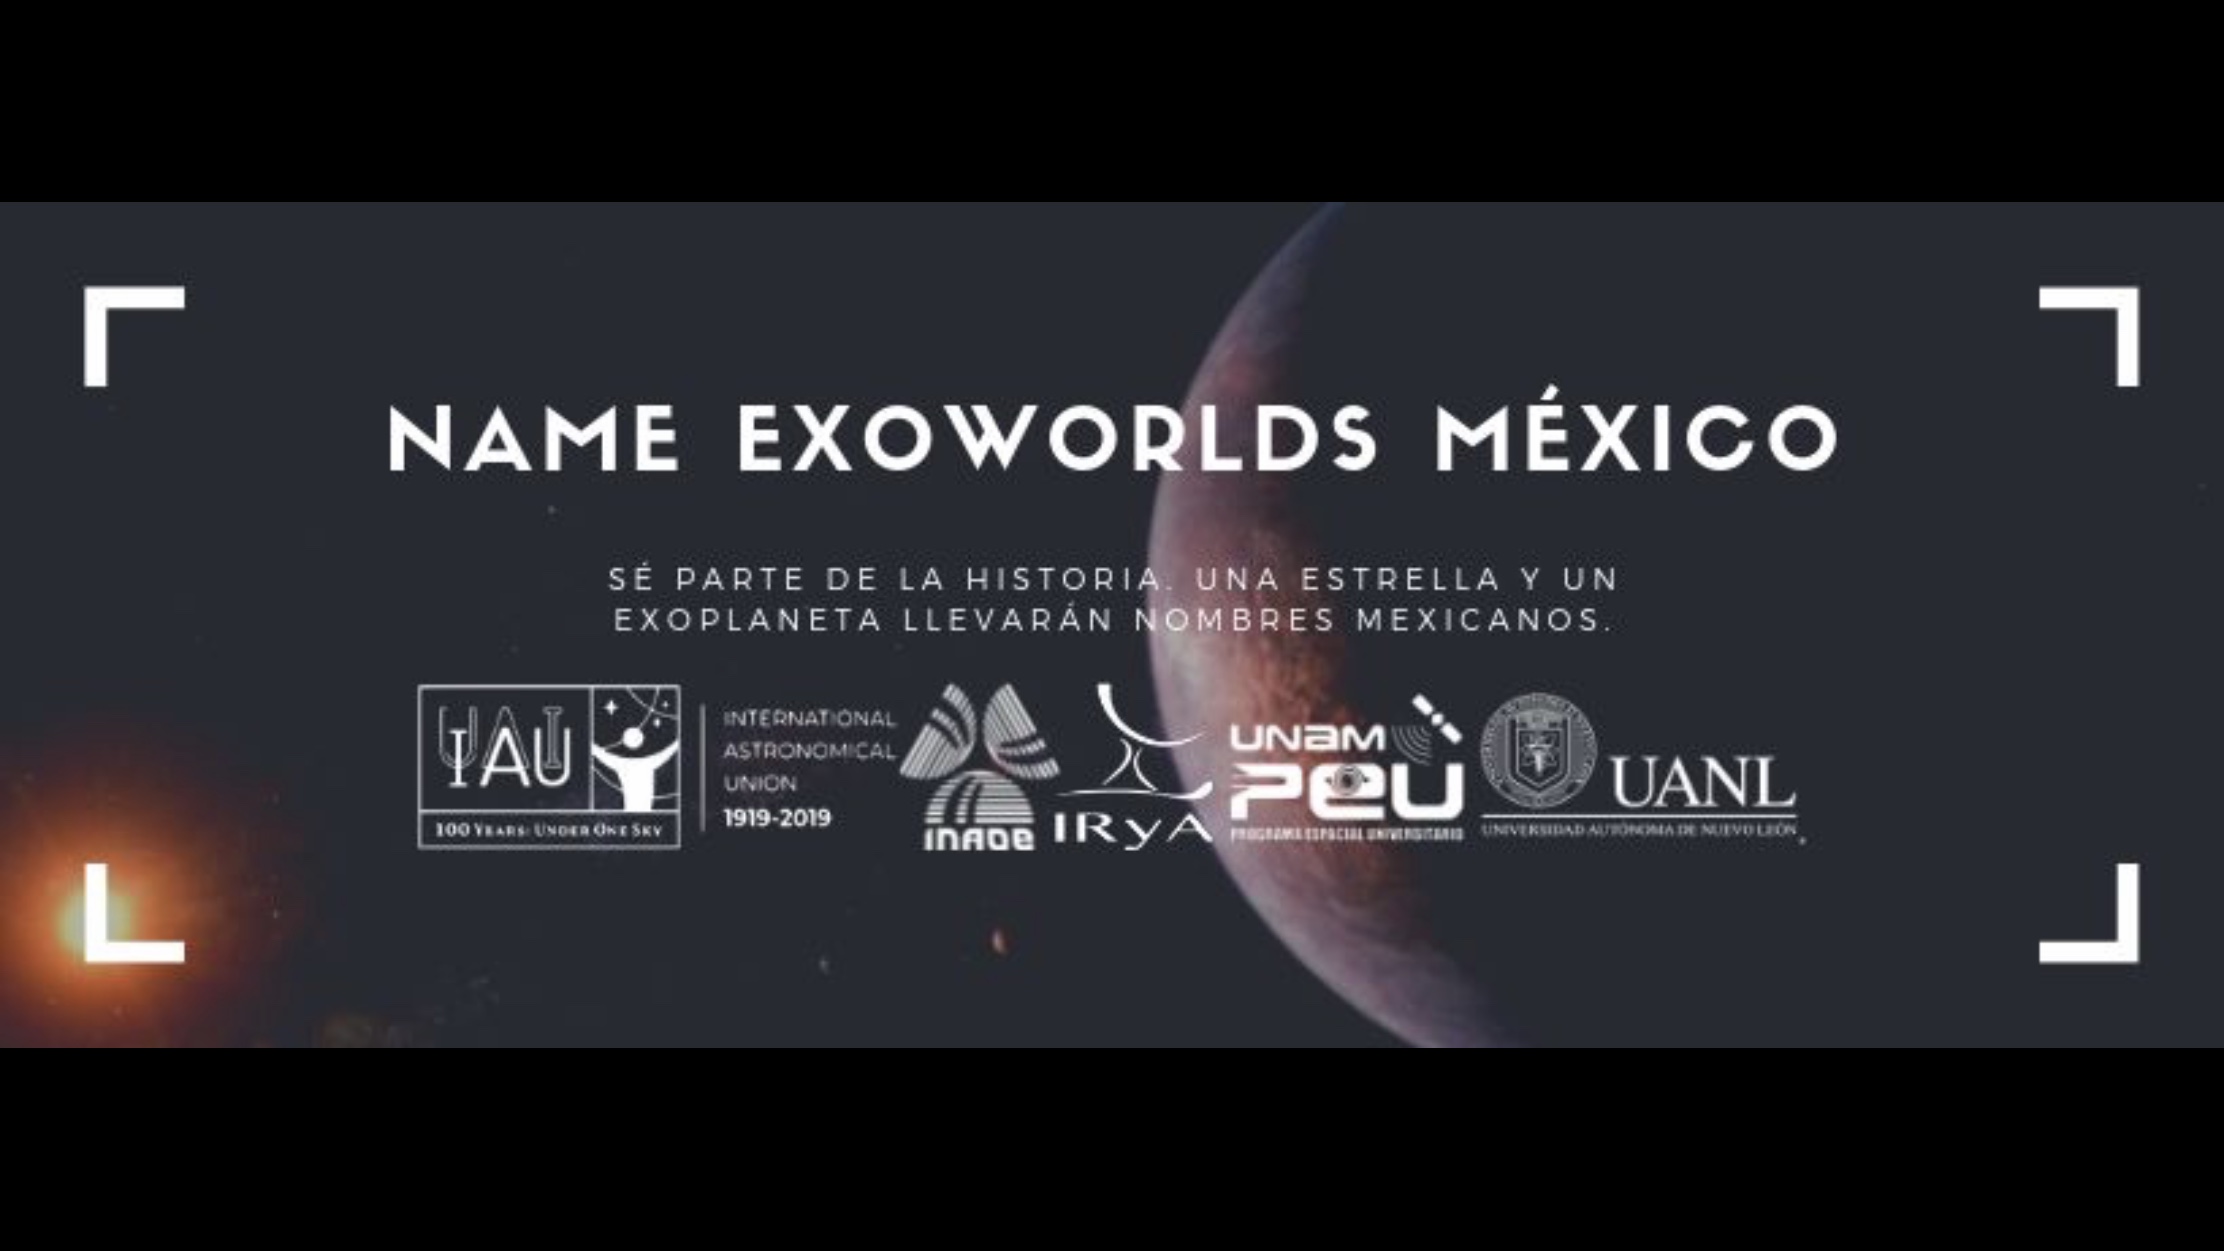 NAME EXOWORLDS MÉXICO
SÉ PARTE DE LA HISTORIA. UNA ESTRELLA Y UN
EXOPLANETA LLEVARÁN NOMBRES MEXICANOS.
IAU
100 YEARS: UNDER ONE SKY
INTERNATIONAL
ASTRONOMICAL
UNION
1919-2019
INAOE
IRyA
UNAM
PEU
PROGRAMA ESPACIAL UNIVERSITARIO
UANL
UNIVERSIDAD AUTÓNOMA DE NUEVO LEÓN